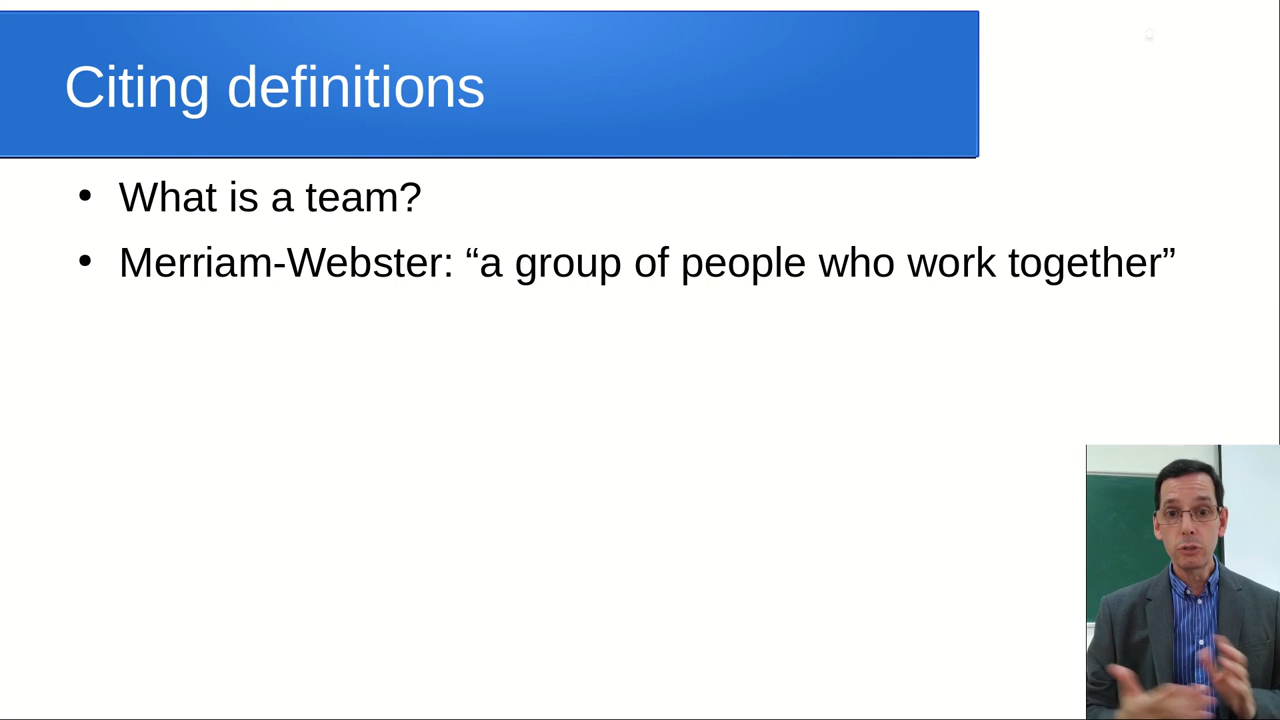 Citing definitions
• What is a team?
• Merriam-Webster: “a group of people who work together”